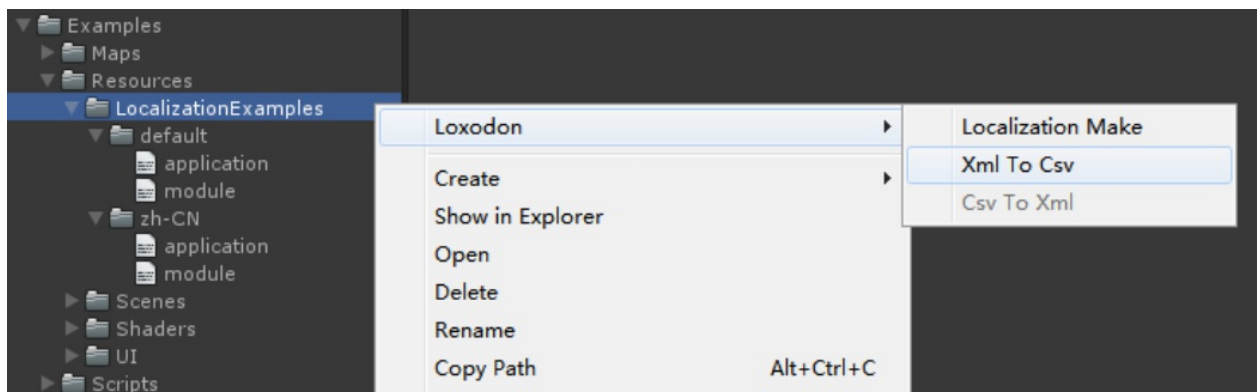 Examples
Maps
Resources
LocalizationExamples
default
application
module
zh-CN
application
module
Scenes
Shaders
UI
Scripts
Loxodon
Create
Show in Explorer
Open
Delete
Rename
Copy Path Alt+Ctrl+C
Localization Make
Xml To Csv
Csv To Xml